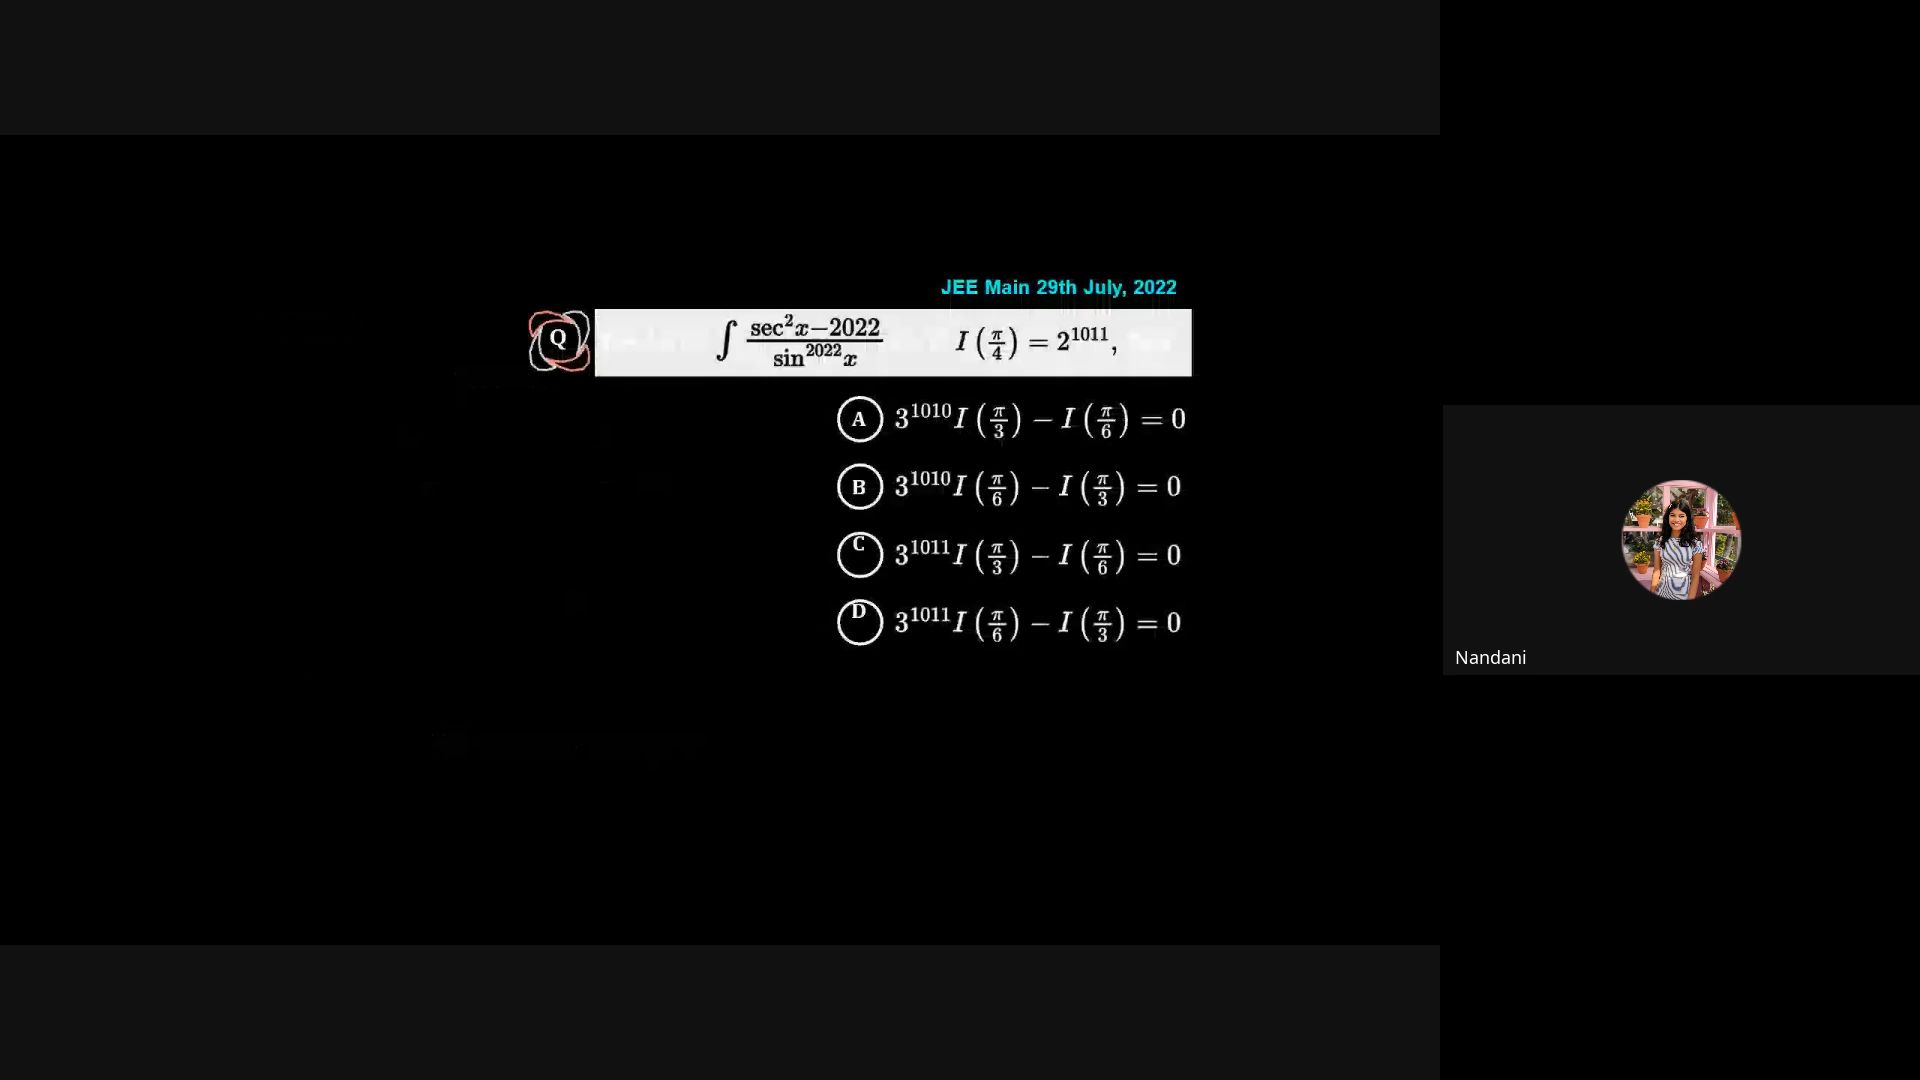 JEE Main 29th July, 2022
Q ∫ (sec²x−2022)/(sin²⁰²²x) I(π/4) = 2¹⁰¹¹,
A 3¹⁰¹⁰I(π/3) − I(π/6) = 0
B 3¹⁰¹⁰I(π/6) − I(π/3) = 0
C 3¹⁰¹¹I(π/3) − I(π/6) = 0
D 3¹⁰¹¹I(π/6) − I(π/3) = 0
Nandani